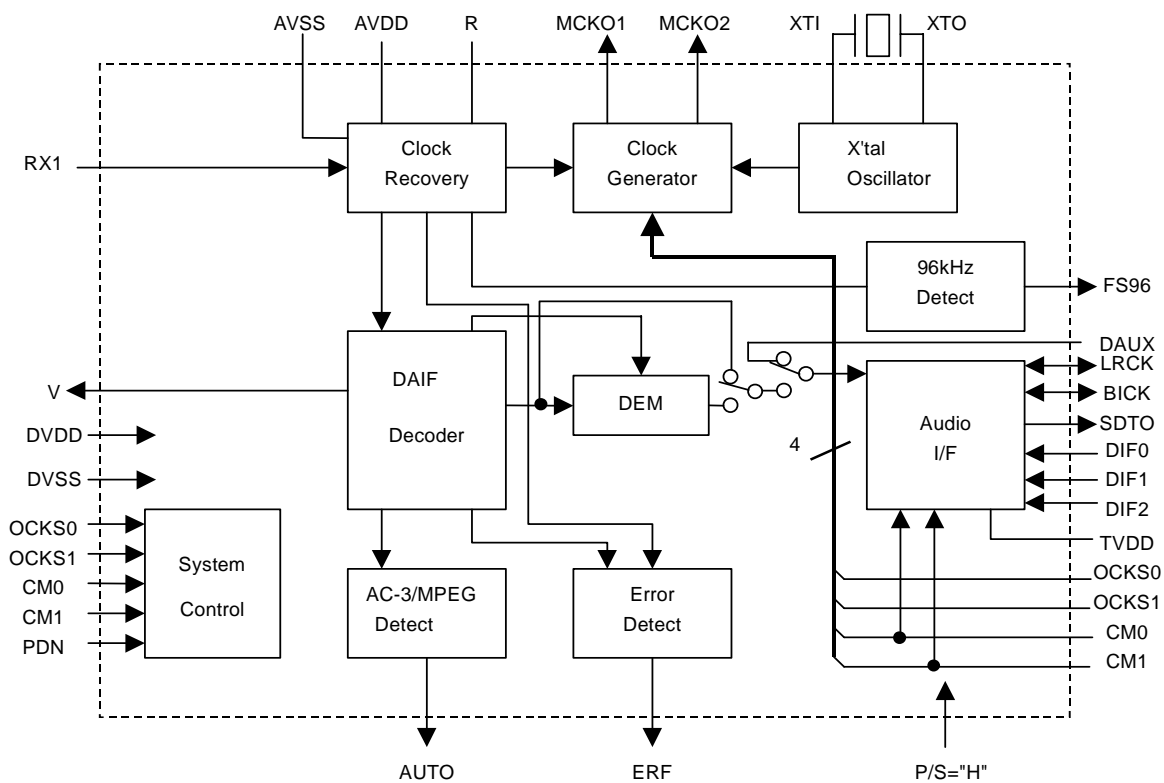 AVSS AVDD R MCKO1 MCKO2 XTI XTO
RX1
Clock
Recovery
Clock
Generator
X'tal
Oscillator
96kHz
Detect
FS96
DAUX
LRCK
BICK
SDTO
DIF0
DIF1
DIF2
TVDD
OCKS0
OCKS1
CM0
CM1
V
DAIF
Decoder
DEM
4
Audio
I/F
DVDD
DVSS
OCKS0
OCKS1
CM0
CM1
PDN
System
Control
AC-3/MPEG
Detect
Error
Detect
AUTO
ERF
P/S="H"